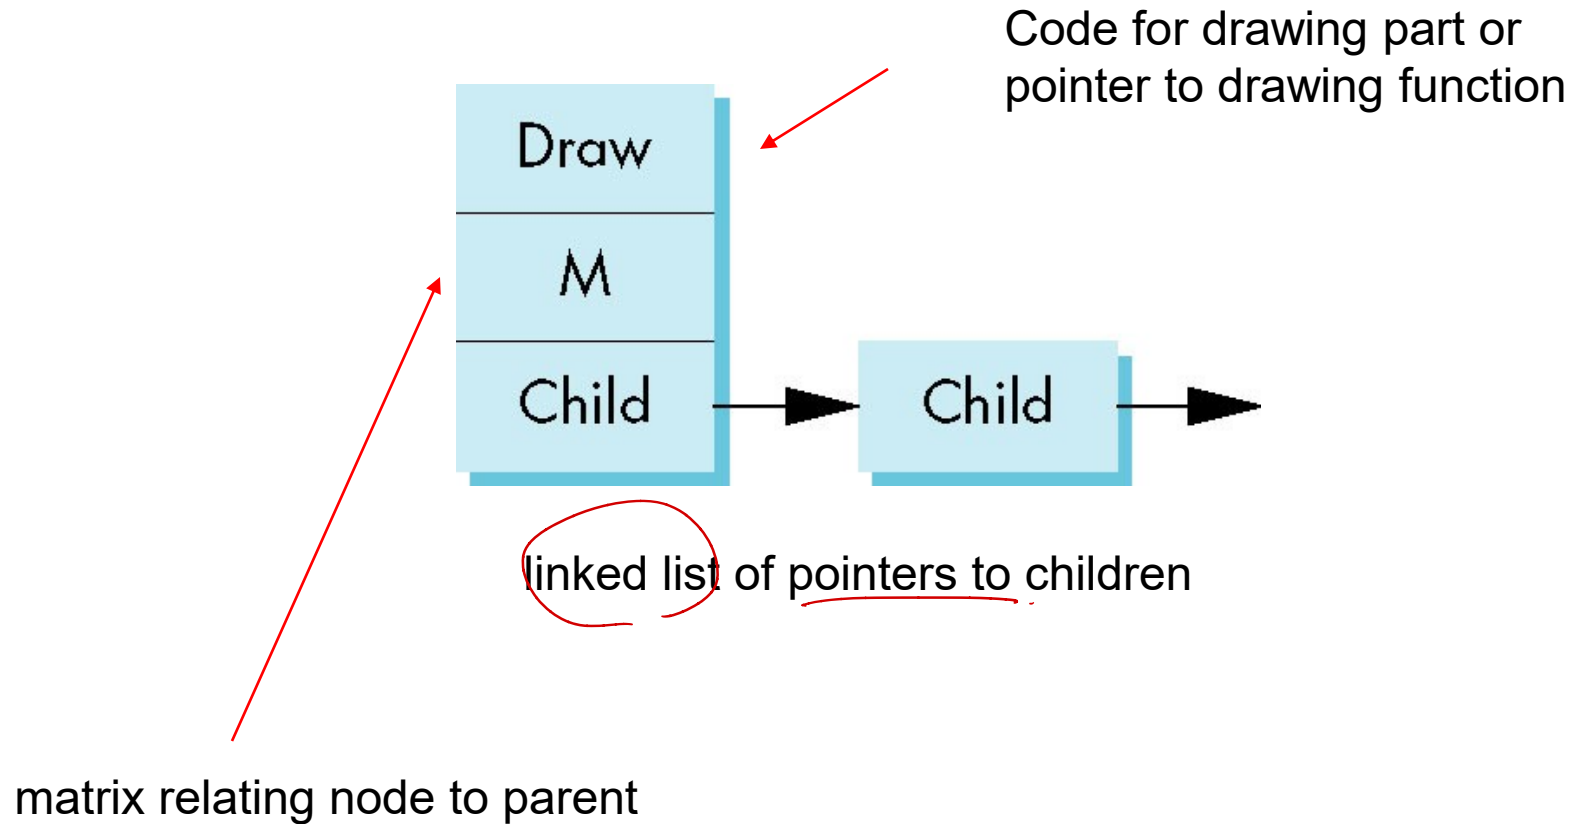 Code for drawing part or
pointer to drawing function
Draw
M
Child
Child
linked list of pointers to children
matrix relating node to parent